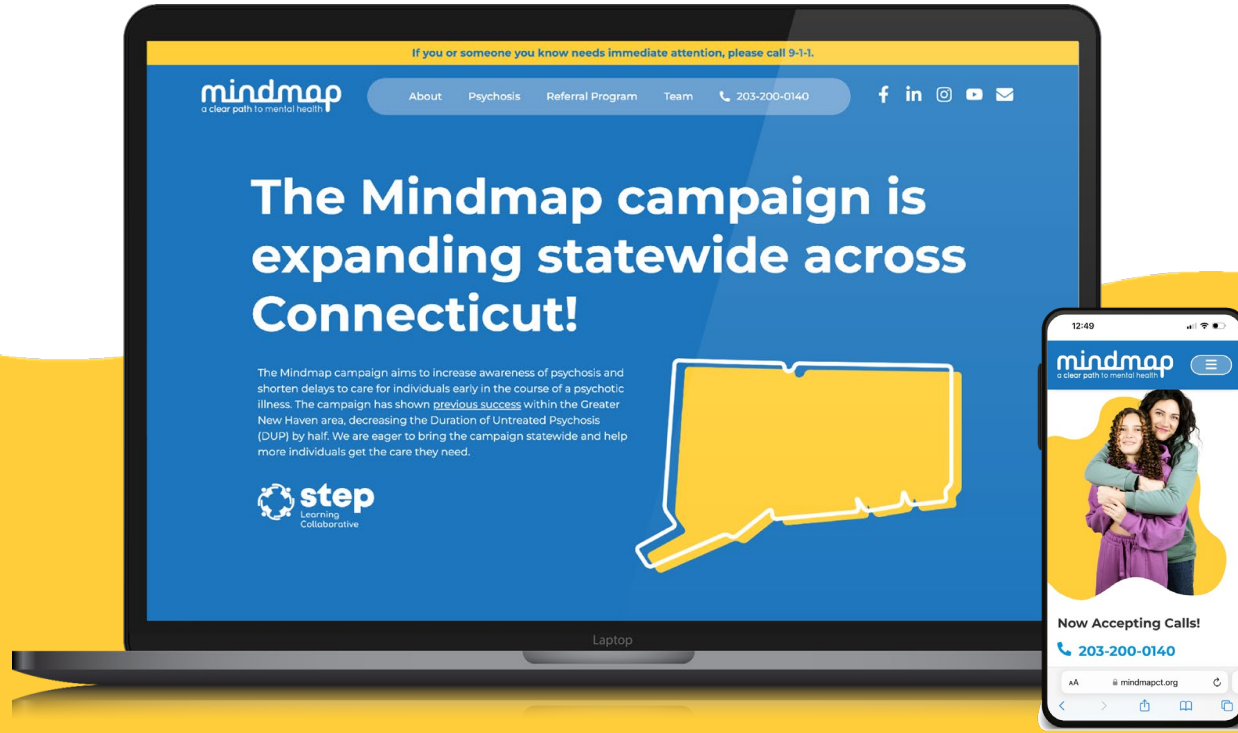 If you or someone you know needs immediate attention, please call 9-1-1.
mindmap
a clear path to mental health
About Psychosis Referral Program Team 203-200-0140
The Mindmap campaign is
expanding statewide across
Connecticut!
The Mindmap campaign aims to increase awareness of psychosis and
shorten delays to care for individuals early in the course of a psychotic
illness. The campaign has shown previous success within the Greater
New Haven area, decreasing the Duration of Untreated Psychosis
(DUP) by half. We are eager to bring the campaign statewide and help
more individuals get the care they need.
step
Learning
Collaborative
Laptop
12:49
mindmap
a clear path to mental health
Now Accepting Calls!
203-200-0140
AA mindmapct.org